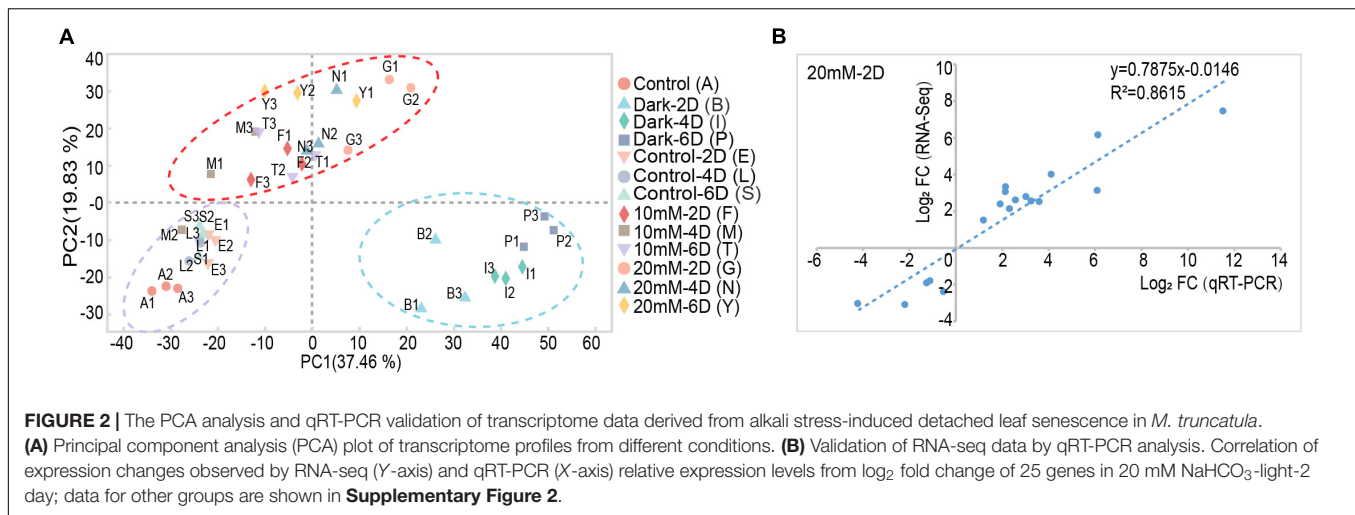 A
40
30
20
10
-0
-10
-20
-30
PC2(19.83 %)
-40 -30 -20 -10 0 10 20 30 40 50 60
PC1(37.46 %)
G1
G2
N1
Y2
Y3
Y1
M3 T3
F1
N2
G3
N3
F2 T1
T2
M1
F3
S3S2 E1
M2 L3
L1 E2
L2 S1
E3
A2
A1 A3
B2
P3
P1 P2
I3 I1
I2
B1 B3
Control (A)
Dark-2D (B)
Dark-4D (I)
Dark-6D (P)
Control-2D (E)
Control-4D (L)
Control-6D (S)
10mM-2D (F)
10mM-4D (M)
10mM-6D (T)
20mM-2D (G)
20mM-4D (N)
20mM-6D (Y)
B
20mM-2D
y=0.7875x-0.0146
R²=0.8615
10
8
6
4
2
-2
-4
Log₂ FC (RNA-Seq)
-6 -4 -2 0 2 4 6 8 10 12 14
Log₂ FC (qRT-PCR)
FIGURE 2 | The PCA analysis and qRT-PCR validation of transcriptome data derived from alkali stress-induced detached leaf senescence in M. truncatula.
(A) Principal component analysis (PCA) plot of transcriptome profiles from different conditions. (B) Validation of RNA-seq data by qRT-PCR analysis. Correlation of
expression changes observed by RNA-seq (Y-axis) and qRT-PCR (X-axis) relative expression levels from log₂ fold change of 25 genes in 20 mM NaHCO₃-light-2
day; data for other groups are shown in Supplementary Figure 2.